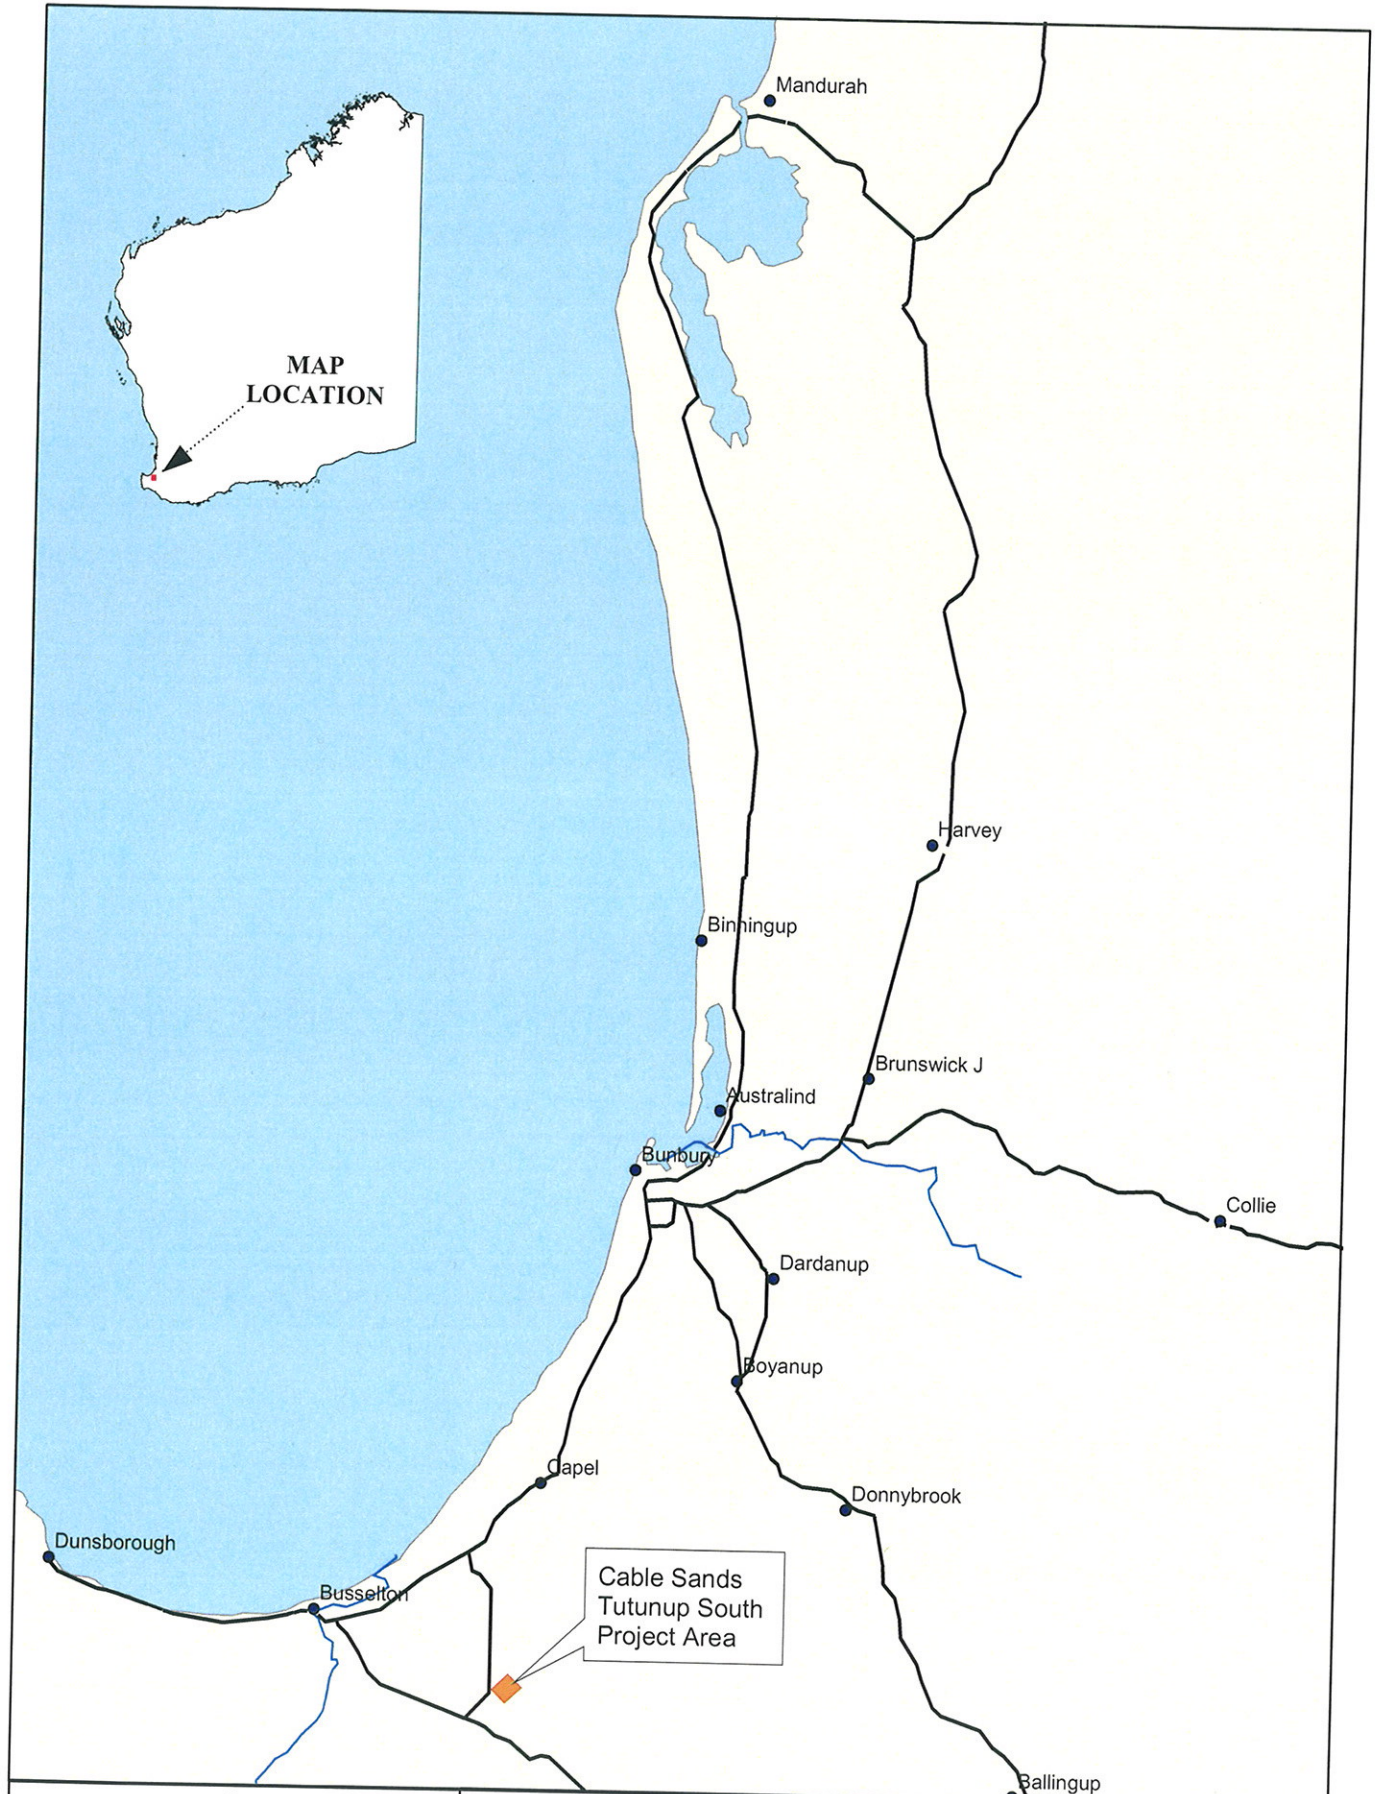 Mandurah
MAP
LOCATION
Harvey
Binningup
Brunswick J
Australind
Bunbury
Collie
Dardanup
Boyanup
Capel
Donnybrook
Dunsborough
Busselton
Cable Sands
Tutunup South
Project Area
Ballingup